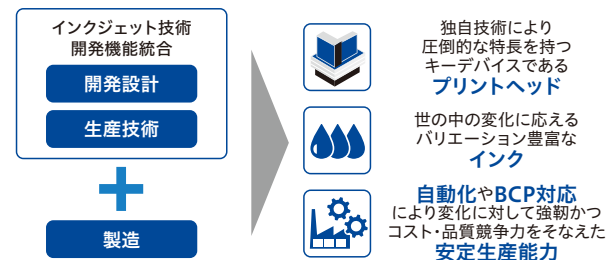 インクジェット技術
開発機能統合
開発設計
生産技術
製造
独自技術により
圧倒的な特長を持つ
キーデバイスである
プリントヘッド
世の中の変化に応える
バリエーション豊富な
インク
自動化やBCP対応
により変化に対して強靭かつ
コスト・品質競争力をそなえた
安定生産能力